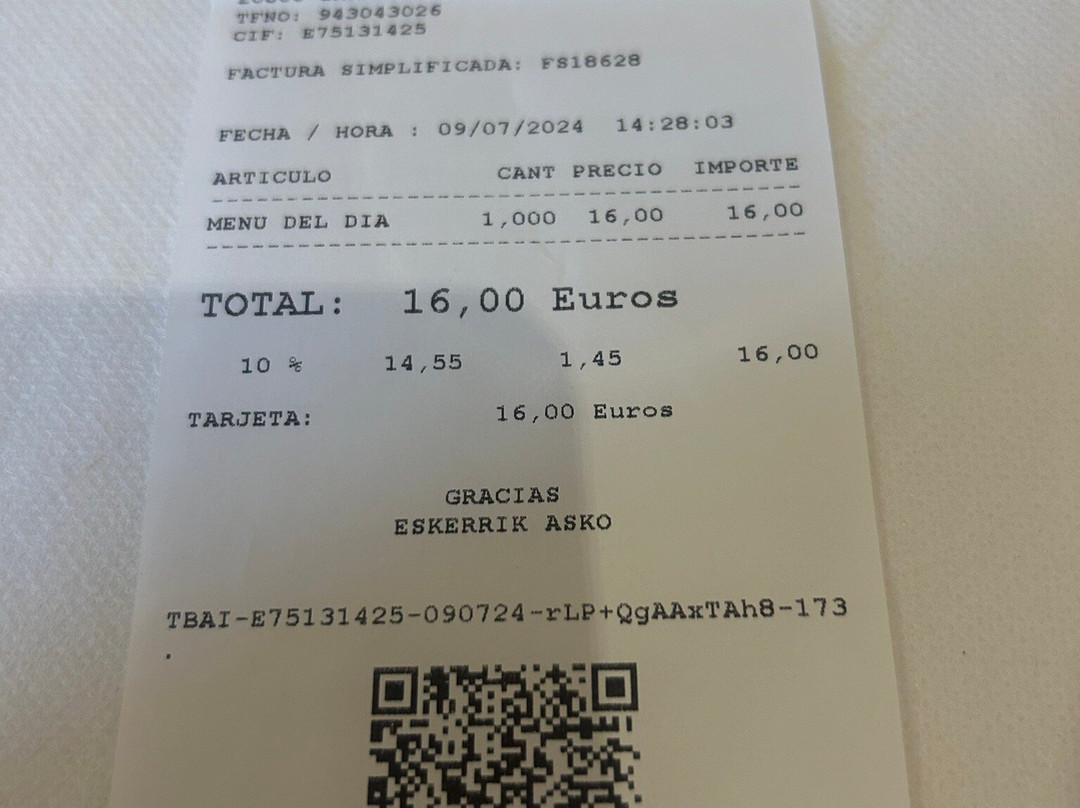 TFNO: 943043026
CIF: E75131425
FACTURA SIMPLIFICADA: FS18628
FECHA / HORA : 09/07/2024 14:28:03
ARTICULO CANT PRECIO IMPORTE
MENU DEL DIA 1,000 16,00 16,00
TOTAL: 16,00 Euros
10 % 14,55 1,45 16,00
TARJETA: 16,00 Euros
GRACIAS
ESKERRIK ASKO
TBAI-E75131425-090724-rLP+QgAAxTAh8-173
.